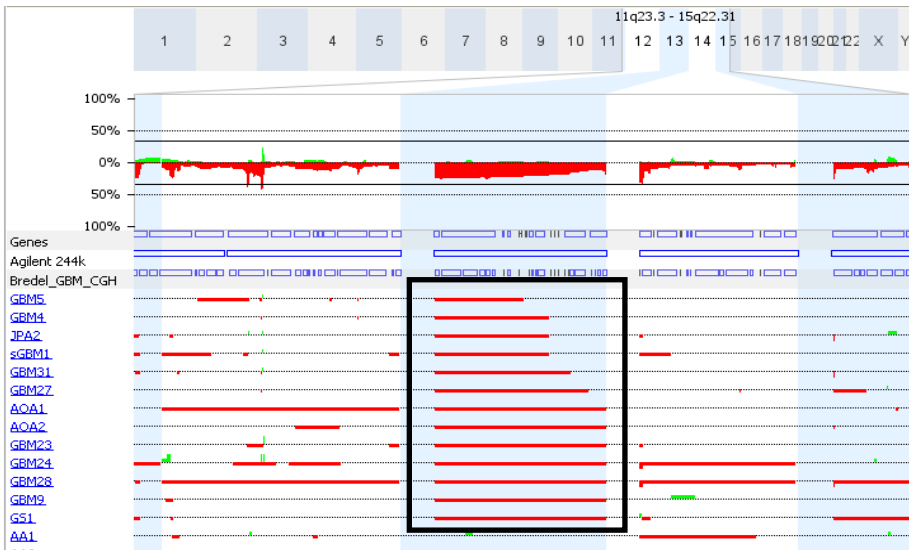 11q23.3 - 15q22.31
1 2 3 4 5 6 7 8 9 10 11 12 13 14 15 16 17 18 19 20 21 22 X Y
100%
50%
0%
50%
100%
Genes
Agilent 244k
Bredel_GBM_CGH
GBM5
GBM4
JPA2
sGBM1
GBM31
GBM27
AOA1
AOA2
GBM23
GBM24
GBM28
GBM9
GS1
AA1